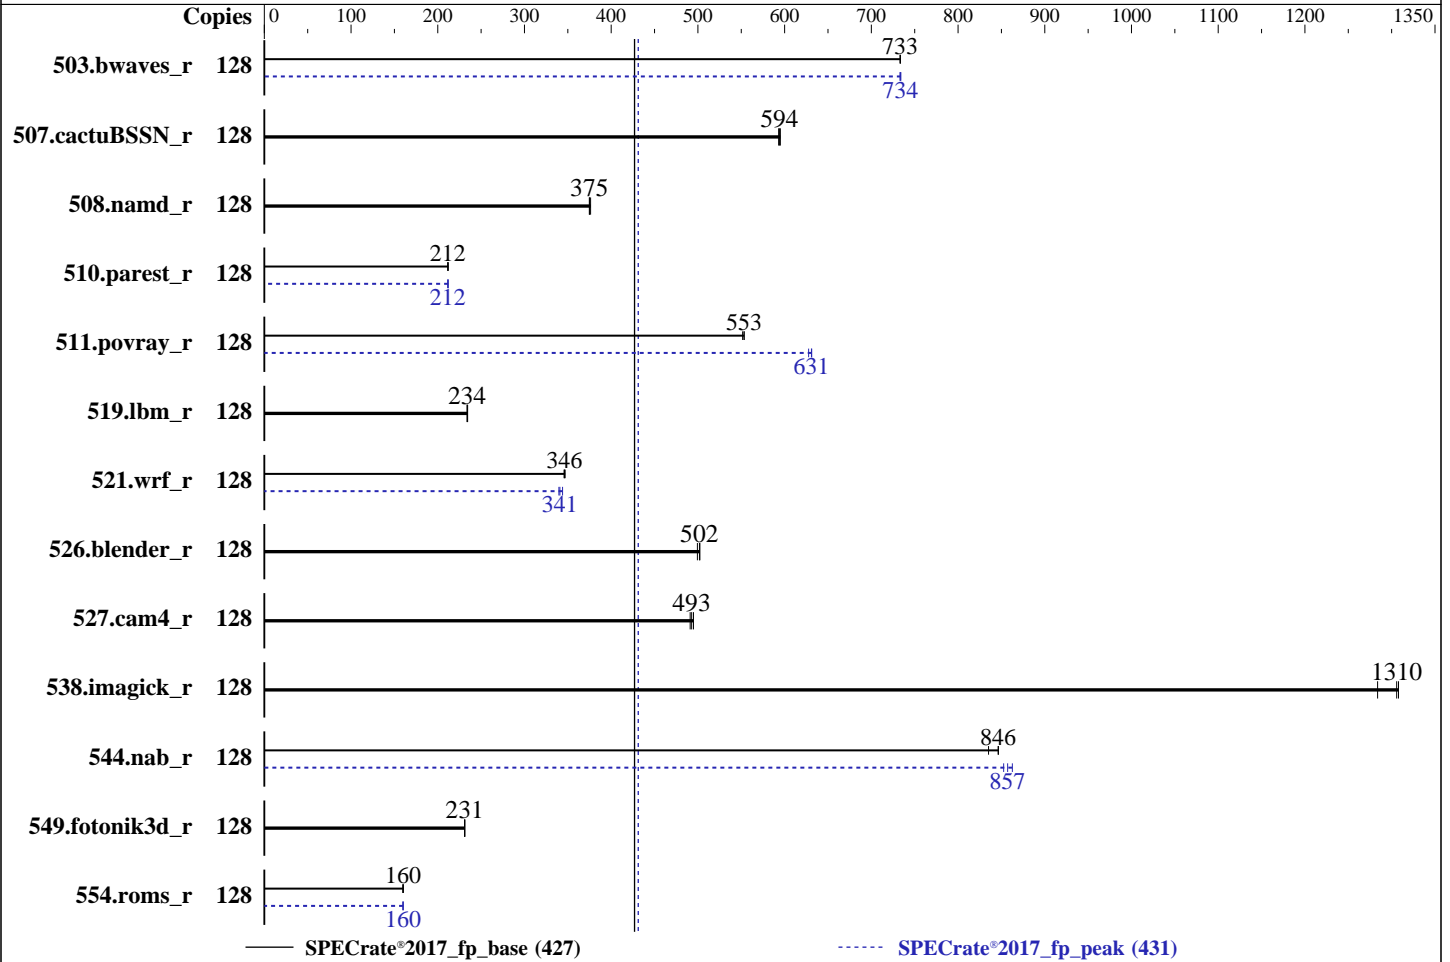 Copies 0 100 200 300 400 500 600 700 800 900 1000 1100 1200 1350
733
503.bwaves_r 128
734
594
507.cactuBSSN_r 128
375
508.namd_r 128
212
510.parest_r 128
212
553
511.povray_r 128
631
234
519.lbm_r 128
346
521.wrf_r 128
341
502
526.blender_r 128
493
527.cam4_r 128
1310
538.imagick_r 128
846
544.nab_r 128
857
231
549.fotonik3d_r 128
160
554.roms_r 128
160
SPECrate®2017_fp_base (427) SPECrate®2017_fp_peak (431)